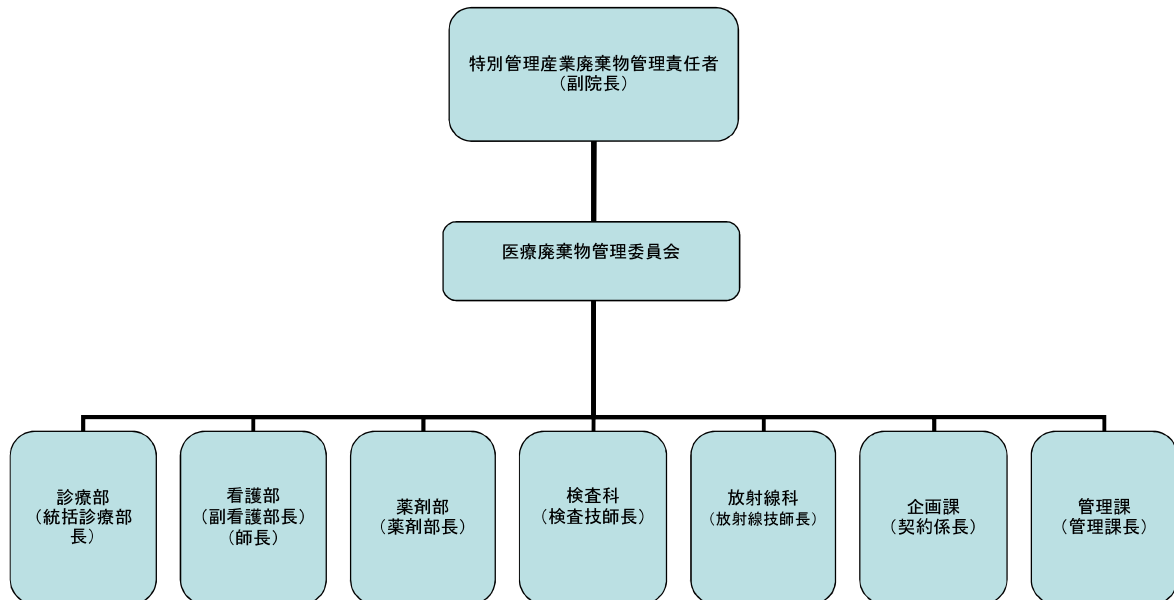 特別管理産業廃棄物管理責任者
（副院長）
医療廃棄物管理委員会
診療部
（統括診療部
長）
看護部
（副看護部長）
（師長）
薬剤部
（薬剤部長）
検査科
（検査技師長）
放射線科
（放射線技師長）
企画課
（契約係長）
管理課
（管理課長）